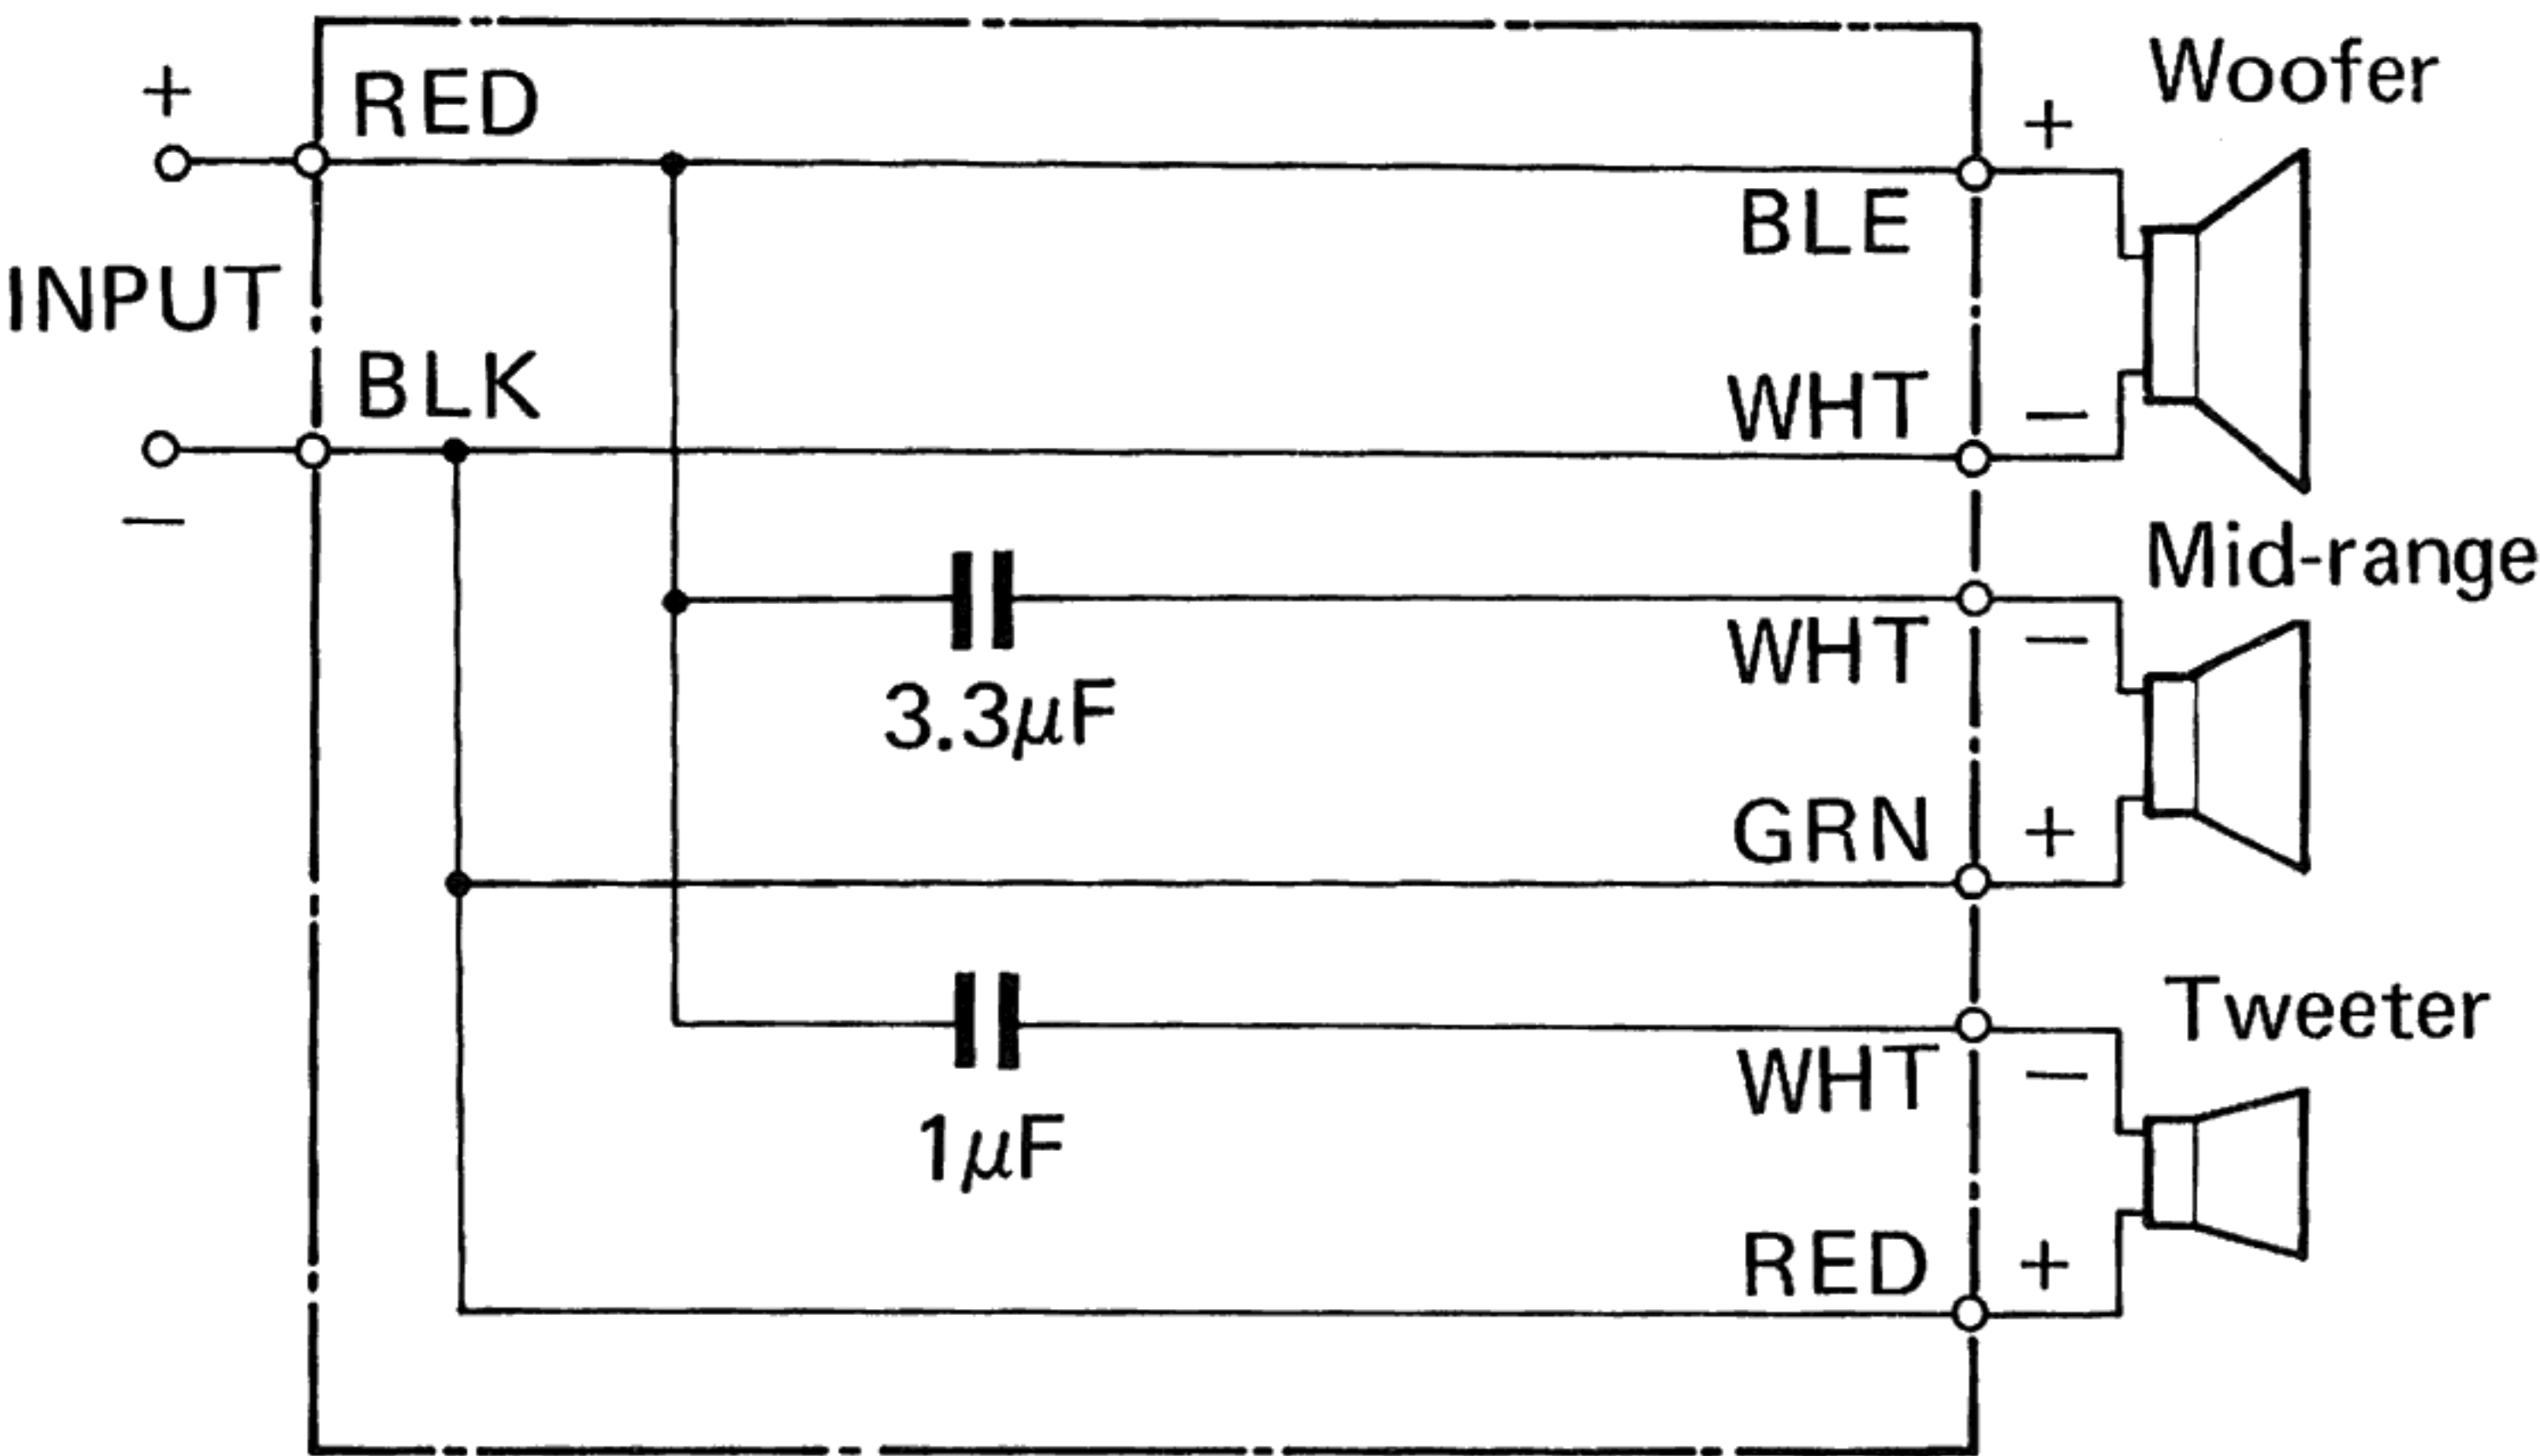 Woofer
+
RED
+
BLE
INPUT
BLK
WHT
−
−
Mid-range
WHT
−
3.3μF
GRN
+
Tweeter
WHT
−
1μF
RED
+